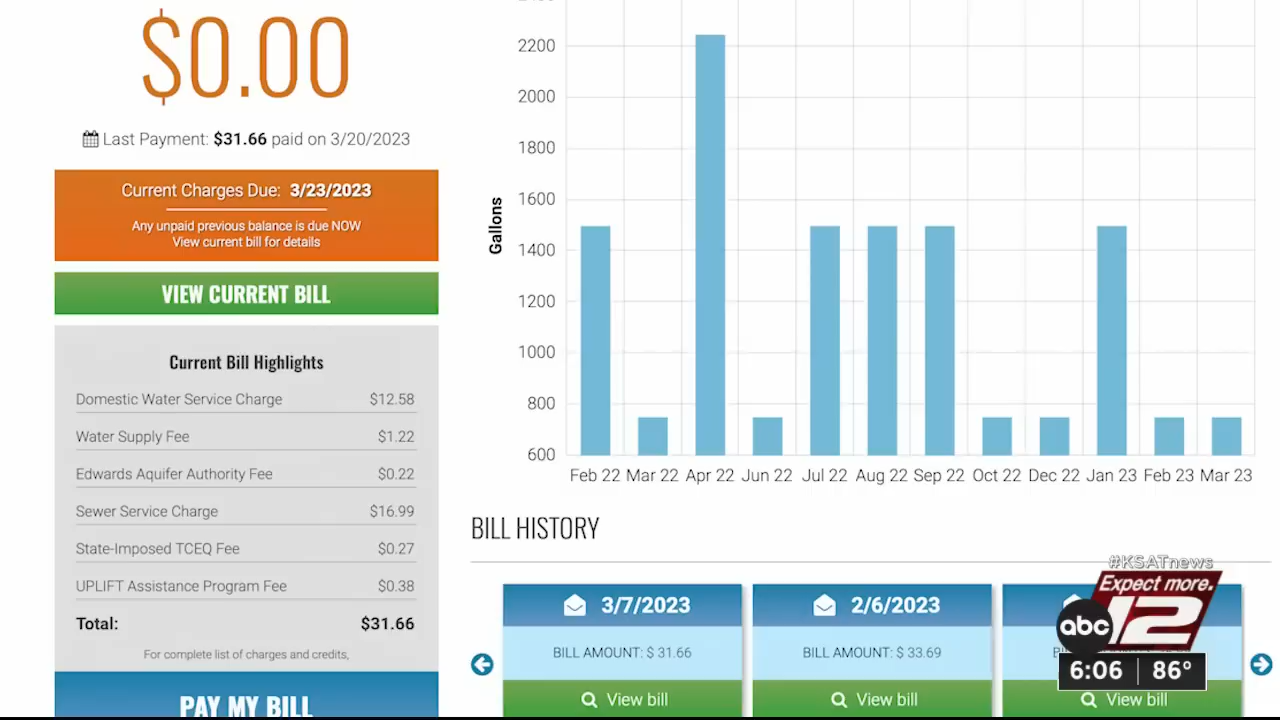 $0.00
Last Payment: $31.66 paid on 3/20/2023
Current Charges Due: 3/23/2023
Any unpaid previous balance is due NOW
View current bill for details
VIEW CURRENT BILL
Current Bill Highlights
Domestic Water Service Charge $12.58
Water Supply Fee $1.22
Edwards Aquifer Authority Fee $0.22
Sewer Service Charge $16.99
State-Imposed TCEQ Fee $0.27
UPLIFT Assistance Program Fee $0.38
Total: $31.66
For complete list of charges and credits,
PAY MY BILL
Gallons
2200
2000
1800
1600
1400
1200
1000
800
600
Feb 22 Mar 22 Apr 22 Jun 22 Jul 22 Aug 22 Sep 22 Oct 22 Dec 22 Jan 23 Feb 23 Mar 23
BILL HISTORY
3/7/2023
BILL AMOUNT: $ 31.66
View bill
2/6/2023
BILL AMOUNT: $ 33.69
View bill
View bill
#KSATnews
Expect more.
abc 12
6:06 86°